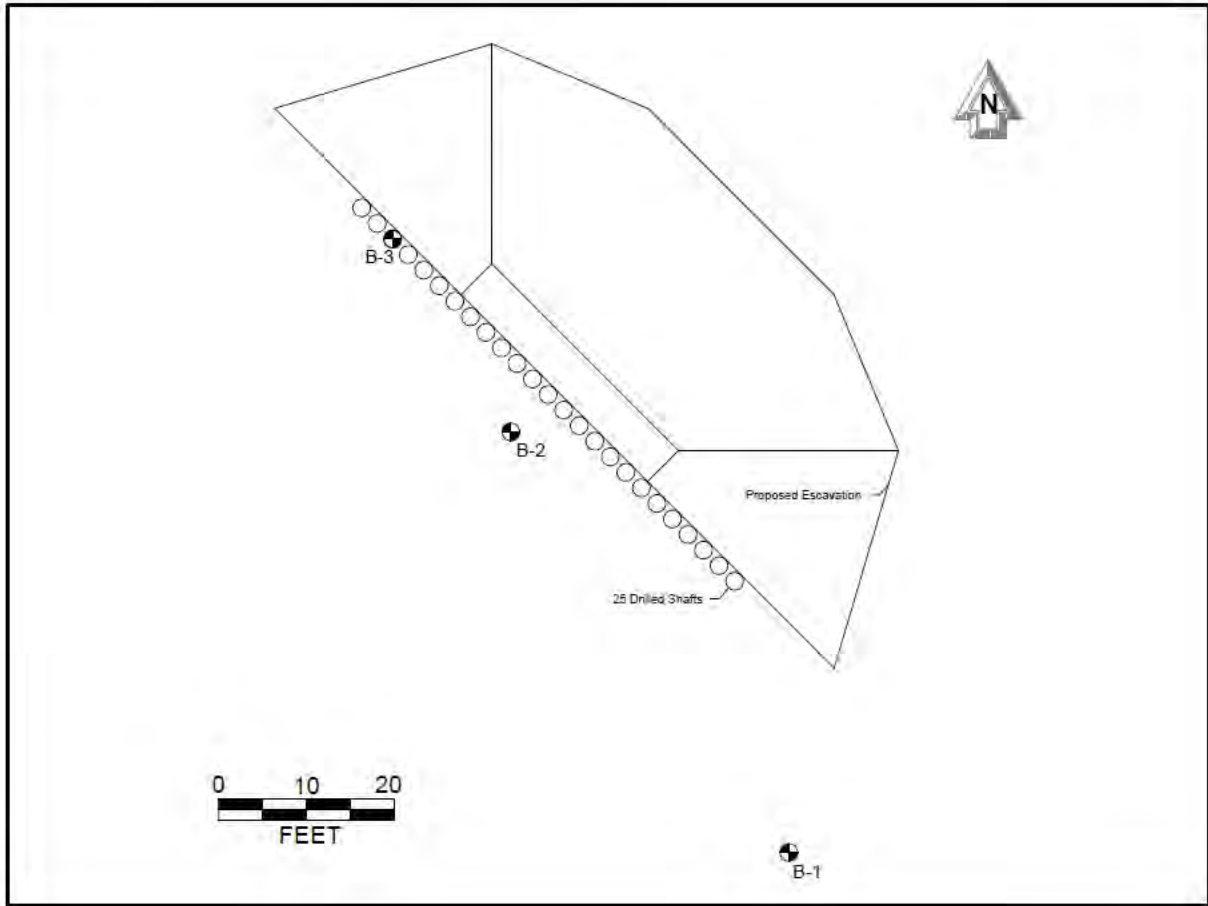 N
B-3
B-2
Proposed Escavation
25 Drilled Shafts
0 10 20
FEET
B-1